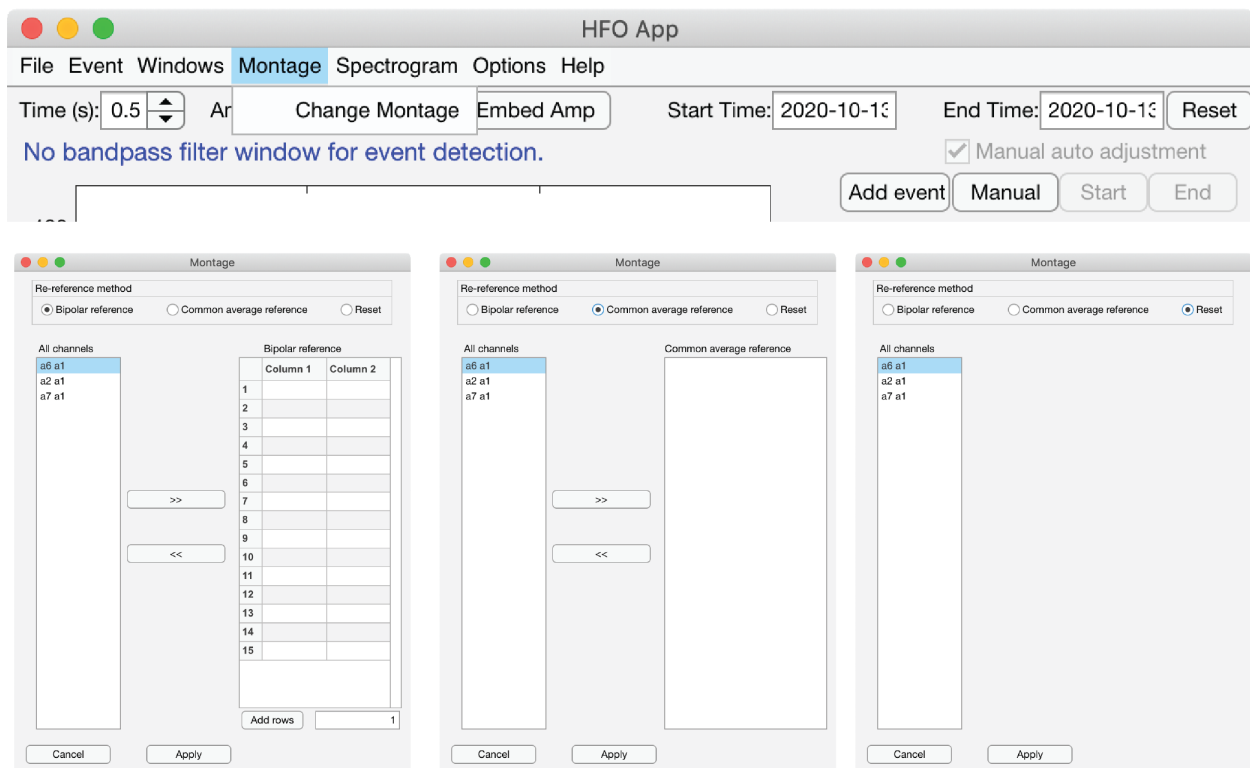 HFO App
File Event Windows Montage Spectrogram Options Help
Time (s): 0.5 Change Montage Embed Amp Start Time: 2020-10-13 End Time: 2020-10-13 Reset
No bandpass filter window for event detection. Manual auto adjustment
Add event Manual Start End
Montage
Re-reference method
Bipolar reference Common average reference Reset
All channels Bipolar reference
a6 a1 Column 1 Column 2
a2 a1
a7 a1
1
2
3
4
5
6
7
8
9
10
11
12
13
14
15
>>
<<
Add rows 1
Cancel Apply
Montage
Re-reference method
Bipolar reference Common average reference Reset
All channels Common average reference
a6 a1
a2 a1
a7 a1
>>
<<
Cancel Apply
Montage
Re-reference method
Bipolar reference Common average reference Reset
All channels
a6 a1
a2 a1
a7 a1
Cancel Apply